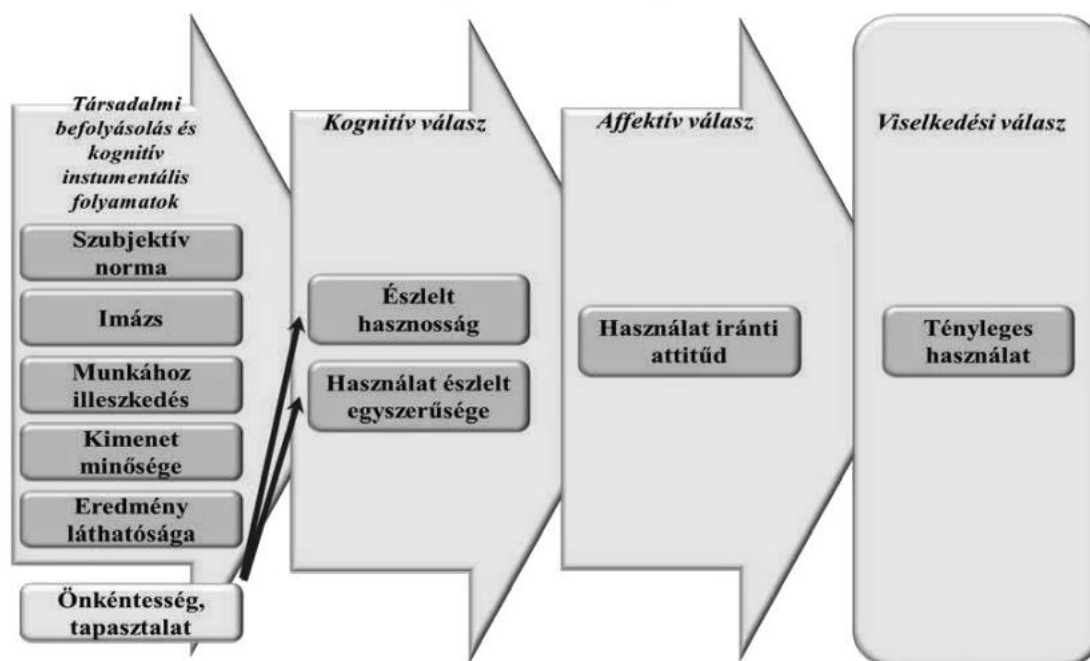 Társadalmi
befolyásolás és
kognitív
instumentális
folyamatok
Szubjektív
norma
Imázs
Munkához
illeszkedés
Kimenet
minősége
Eredmény
láthatósága
Önkéntesség,
tapasztalat
Kognitív válasz
Észlelt
hasznosság
Használat észlelt
egyszerűsége
Affektív válasz
Használat iránti
attitűd
Viselkedési válasz
Tényleges
használat